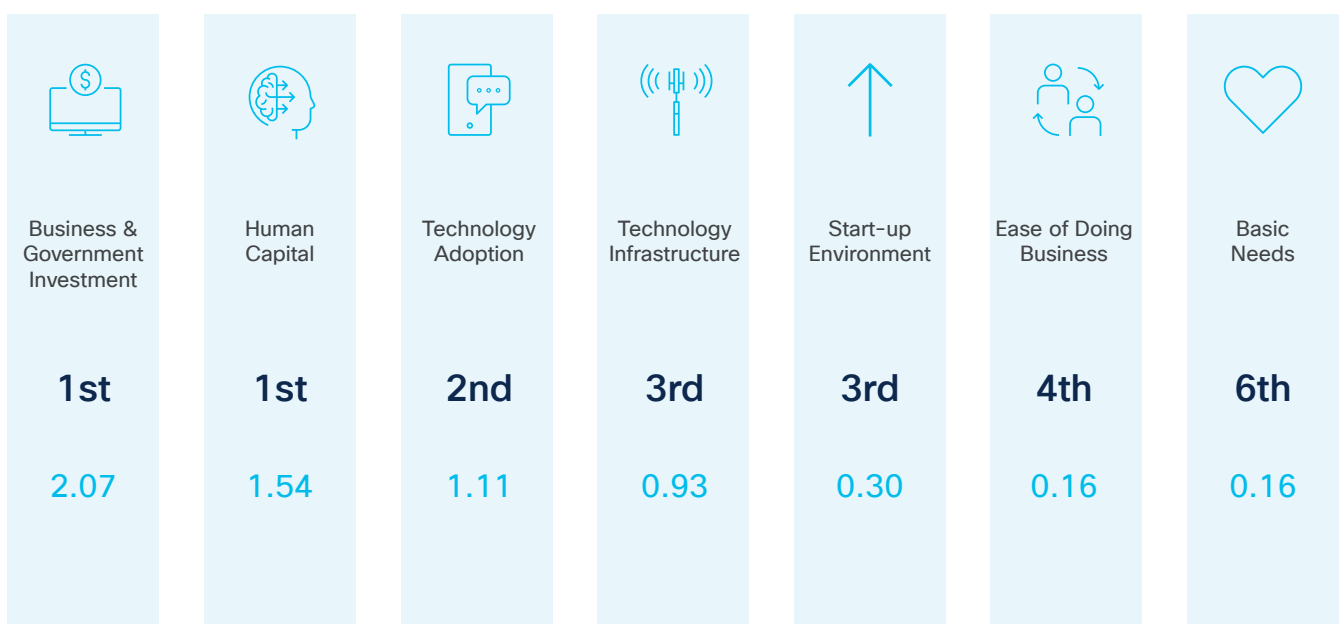 $
Business &
Government
Investment
1st
2.07
Human
Capital
1st
1.54
Technology
Adoption
2nd
1.11
Technology
Infrastructure
3rd
0.93
Start-up
Environment
3rd
0.30
Ease of Doing
Business
4th
0.16
Basic
Needs
6th
0.16